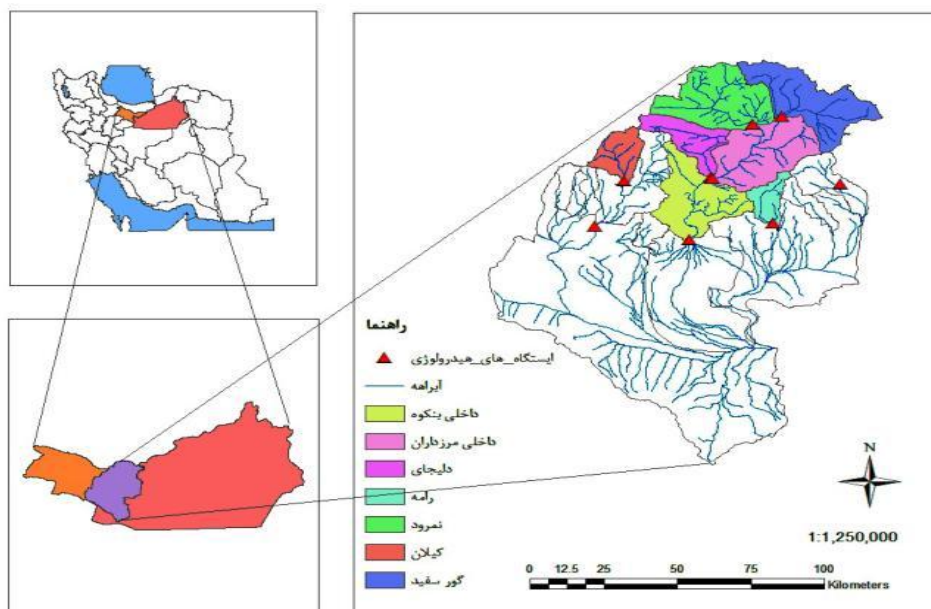 راهنما
ایستگاه_های_هیدرولوژی
آبراهه
داخلی بنکوه
داخلی مرزداران
دلیچای
رامه
نمرود
کیلان
گور سفید
N
1:1,250,000
0 12.5 25 50 75 100
Kilometers